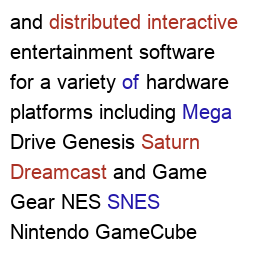 and distributed interactive
entertainment software
for a variety of hardware
platforms including Mega
Drive Genesis Saturn
Dreamcast and Game
Gear NES SNES
Nintendo GameCube